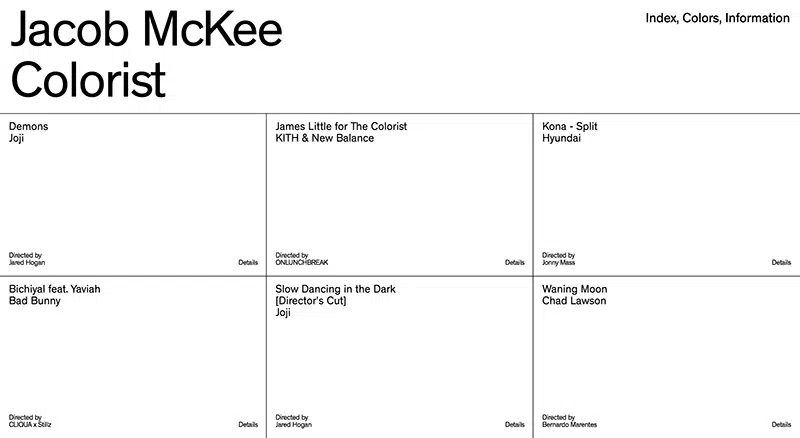 Jacob McKee
Colorist
Index, Colors, Information
Demons
Joji
Directed by
Jared Hogan
Details
James Little for The Colorist
KITH & New Balance
Directed by
ONLUNCHBREAK
Details
Kona - Split
Hyundai
Directed by
Jonny Mass
Details
Bichiyal feat. Yaviah
Bad Bunny
Directed by
CLIQUA x Stillz
Details
Slow Dancing in the Dark
[Director's Cut]
Joji
Directed by
Jared Hogan
Details
Waning Moon
Chad Lawson
Directed by
Bernardo Marentes
Details